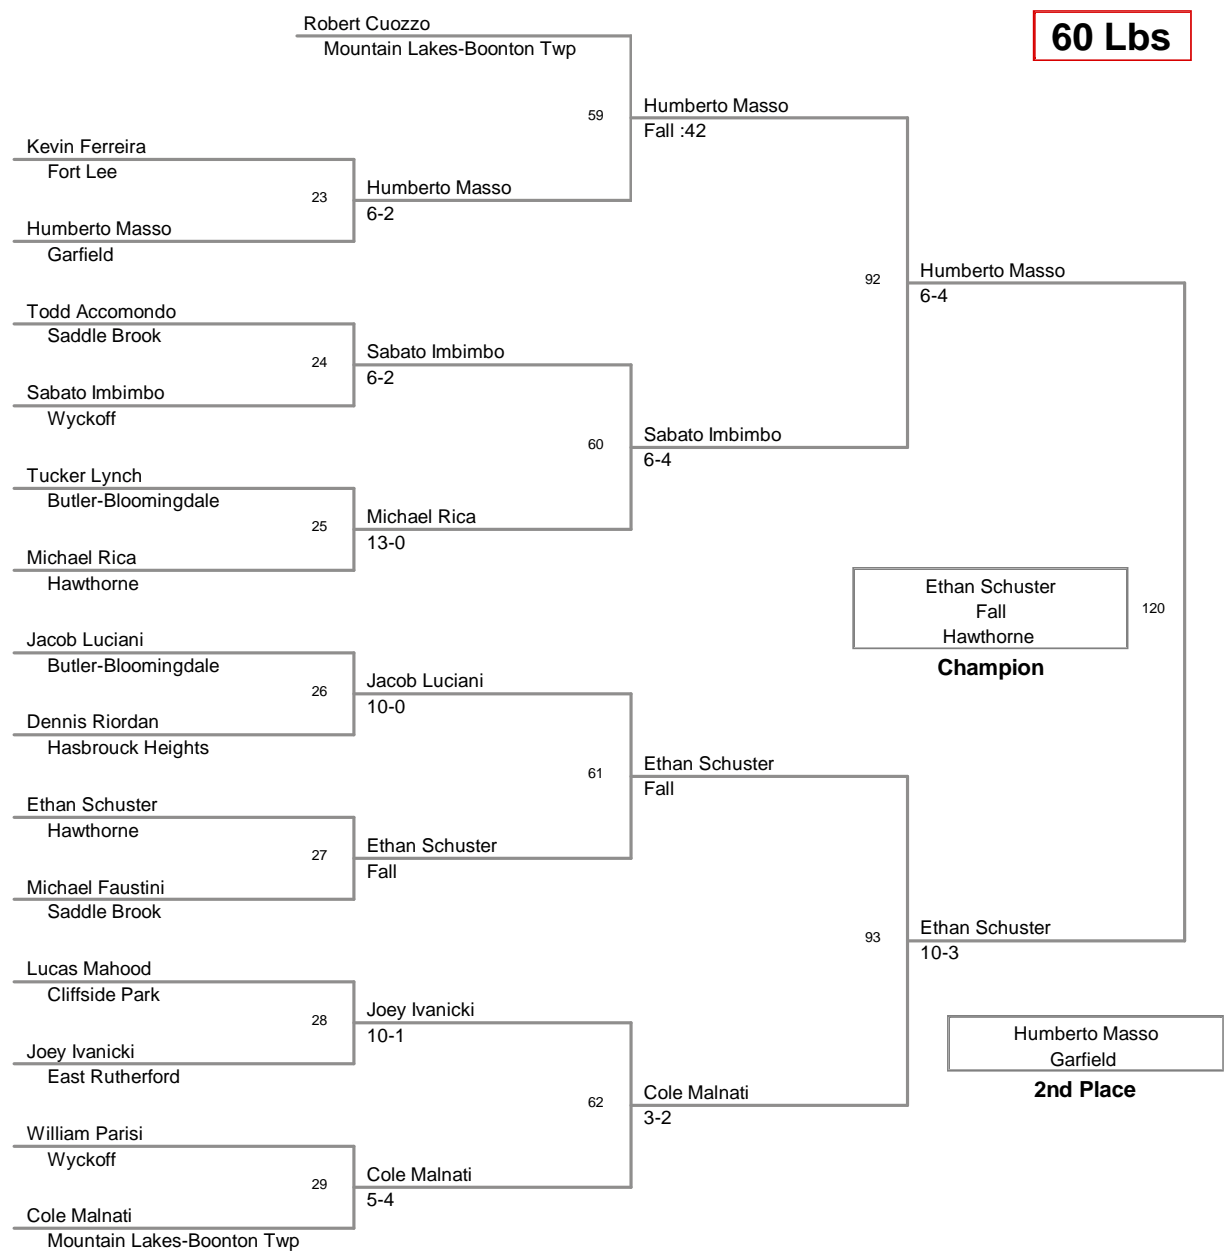 Robert Cuozzo
Mountain Lakes-Boonton Twp
60 Lbs
59
Humberto Masso
Fall :42
Kevin Ferreira
Fort Lee
23
Humberto Masso
6-2
Humberto Masso
Garfield
92
Humberto Masso
6-4
Todd Accomondo
Saddle Brook
24
Sabato Imbimbo
6-2
Sabato Imbimbo
Wyckoff
60
Sabato Imbimbo
6-4
Tucker Lynch
Butler-Bloomingdale
25
Michael Rica
13-0
Michael Rica
Hawthorne
Ethan Schuster
Fall
Hawthorne
Champion
120
Jacob Luciani
Butler-Bloomingdale
26
Jacob Luciani
10-0
Dennis Riordan
Hasbrouck Heights
61
Ethan Schuster
Fall
Ethan Schuster
Hawthorne
27
Ethan Schuster
Fall
Michael Faustini
Saddle Brook
93
Ethan Schuster
10-3
Lucas Mahood
Cliffside Park
28
Joey Ivanicki
10-1
Joey Ivanicki
East Rutherford
Humberto Masso
Garfield
2nd Place
62
Cole Malnati
3-2
William Parisi
Wyckoff
29
Cole Malnati
5-4
Cole Malnati
Mountain Lakes-Boonton Twp